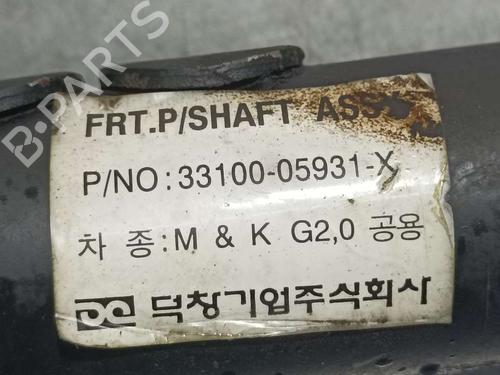 B-PARTS
FRT.P/SHAFT ASS'Y
P/NO : 33100-05931-X
차 종 : M & K G2,0 공용
덕창기업주식회사